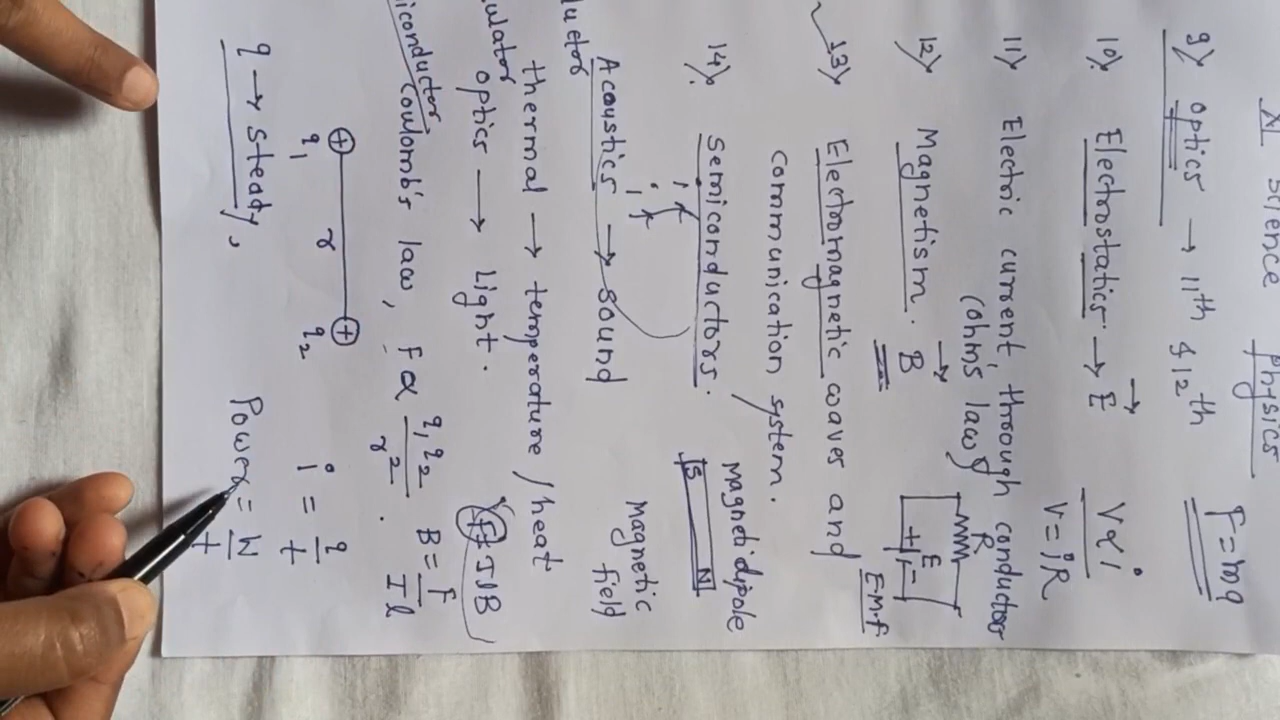 XI Science Physics
9) Optics → 11th & 12th
F=ma
10) Electrostatics → E
V∝i
V=iR
11) Electric current, through conductor
(ohm's law)
R
E
+ -
E.M.F
12) Magnetism. B
13) Electromagnetic waves and
communication system.
14) Semiconductors.
Magnetic dipole
S N
Magnetic
field
Acoustics → sound
thermal → temperature/heat
optics → Light.
F=IlB
Coulomb's law, F∝ q₁q₂/r².
B = F/Il
q₁ r q₂
i = q/t
q → Steady,
Power = W/t